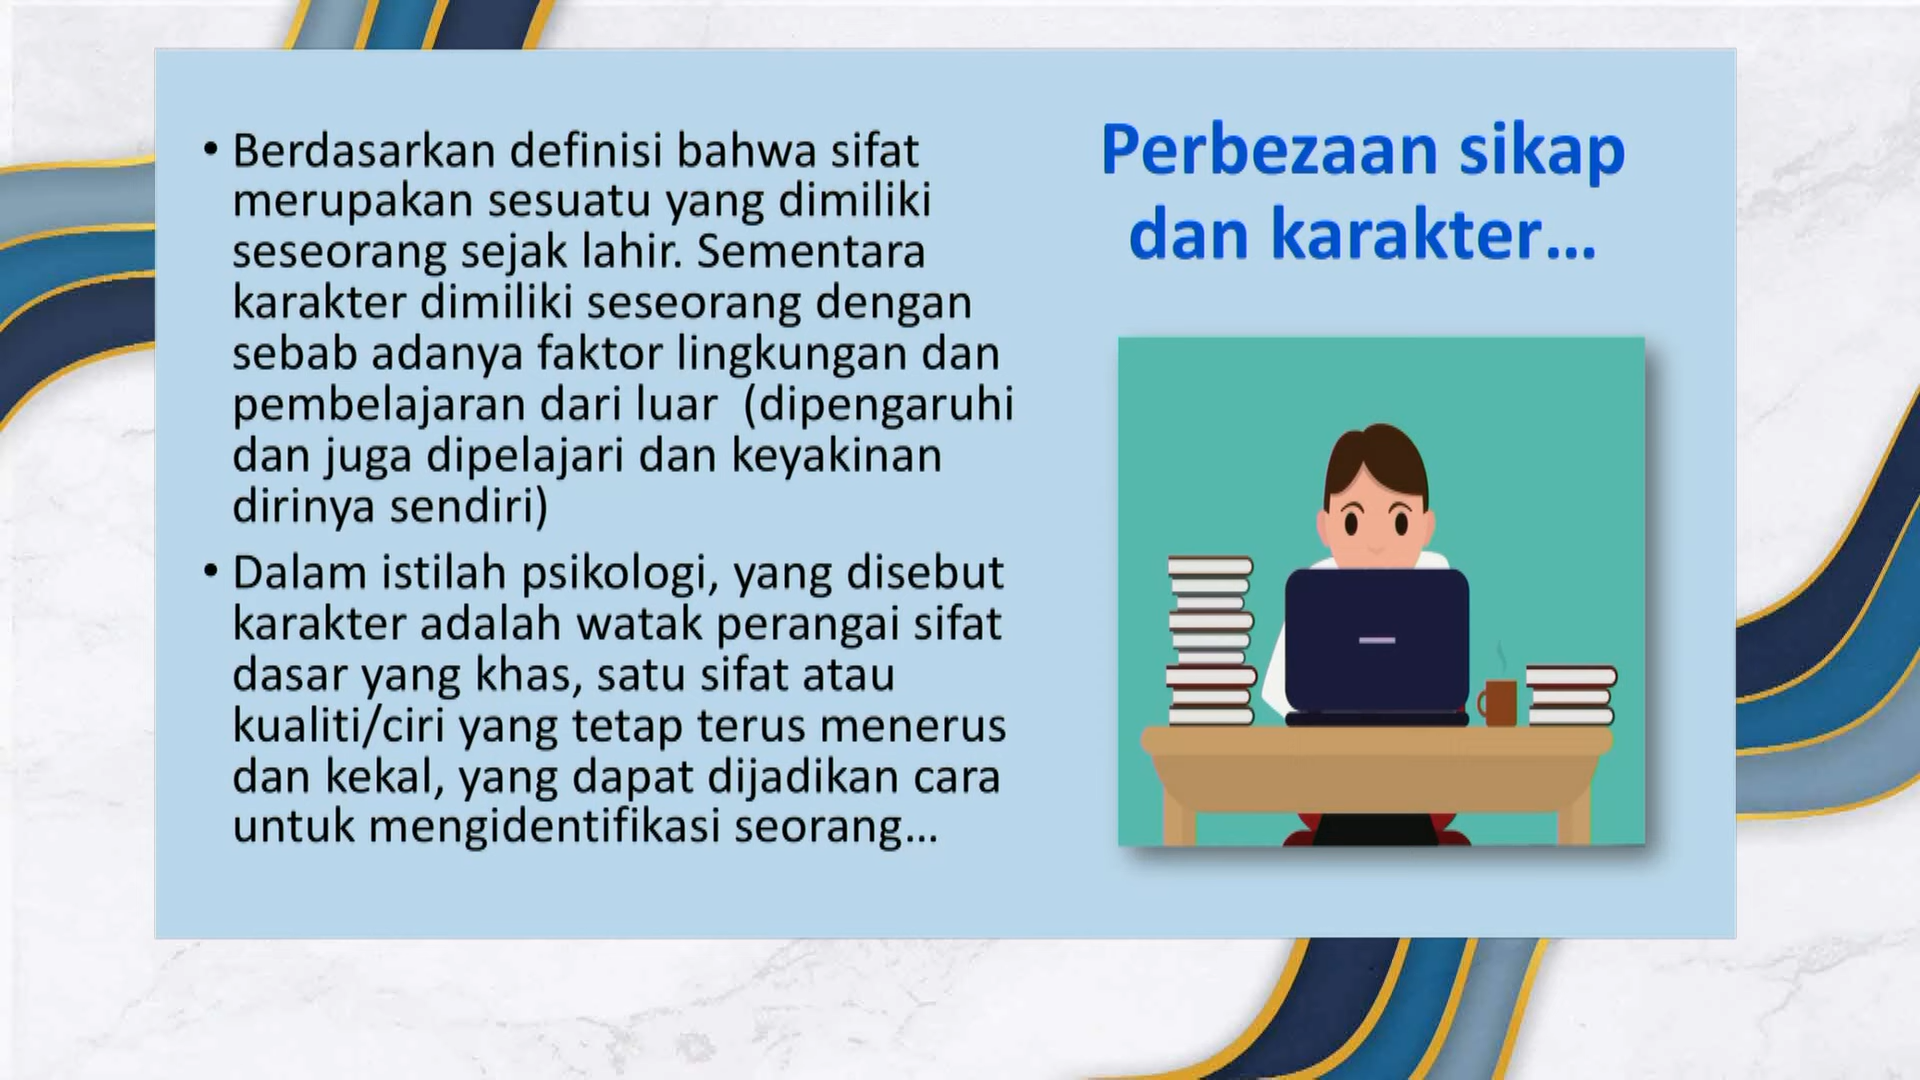 • Berdasarkan definisi bahwa sifat
merupakan sesuatu yang dimiliki
seseorang sejak lahir. Sementara
karakter dimiliki seseorang dengan
sebab adanya faktor lingkungan dan
pembelajaran dari luar  (dipengaruhi
dan juga dipelajari dan keyakinan
dirinya sendiri)
• Dalam istilah psikologi, yang disebut
karakter adalah watak perangai sifat
dasar yang khas, satu sifat atau
kualiti/ciri yang tetap terus menerus
dan kekal, yang dapat dijadikan cara
untuk mengidentifikasi seorang...
Perbezaan sikap
dan karakter...